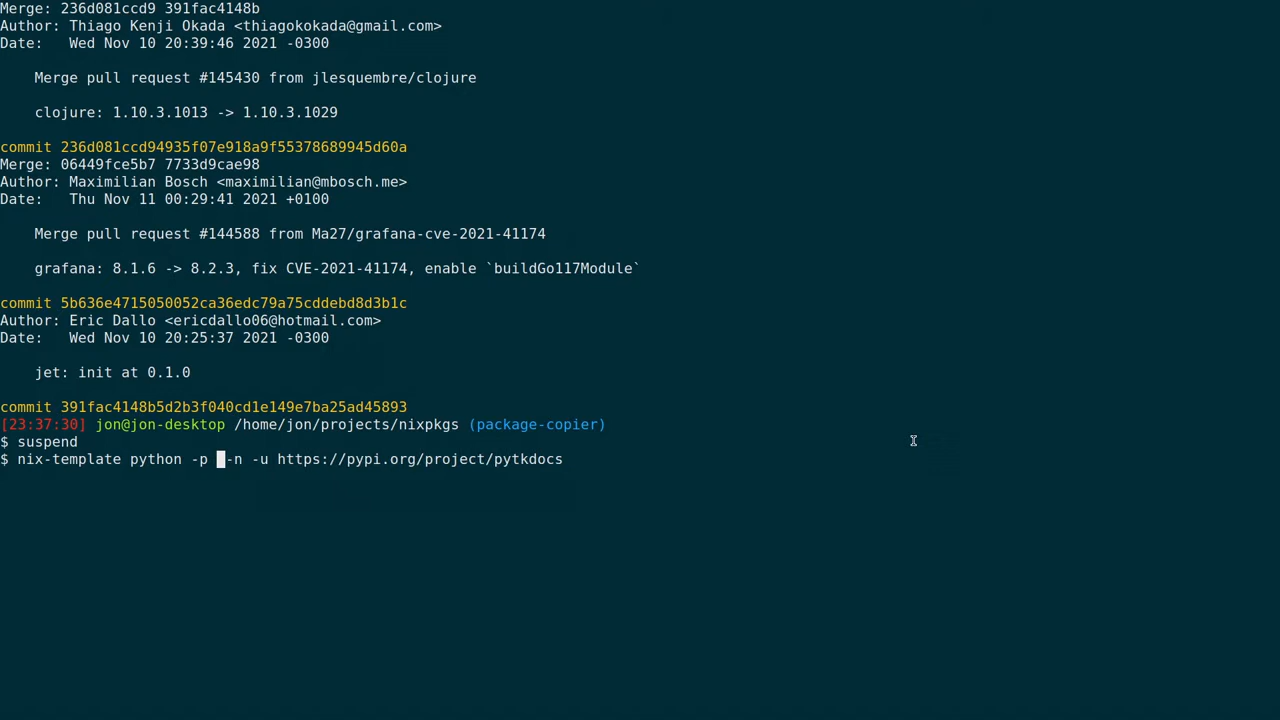 Merge: 236d081ccd9 391fac4148b
Author: Thiago Kenji Okada <thiagokokada@gmail.com>
Date:   Wed Nov 10 20:39:46 2021 -0300
Merge pull request #145430 from jlesquembre/clojure
clojure: 1.10.3.1013 -> 1.10.3.1029
commit 236d081ccd94935f07e918a9f55378689945d60a
Merge: 06449fce5b7 7733d9cae98
Author: Maximilian Bosch <maximilian@mbosch.me>
Date:   Thu Nov 11 00:29:41 2021 +0100
Merge pull request #144588 from Ma27/grafana-cve-2021-41174
grafana: 8.1.6 -> 8.2.3, fix CVE-2021-41174, enable `buildGo117Module`
commit 5b636e4715050052ca36edc79a75cddebd8d3b1c
Author: Eric Dallo <ericdallo06@hotmail.com>
Date:   Wed Nov 10 20:25:37 2021 -0300
jet: init at 0.1.0
commit 391fac4148b5d2b3f040cd1e149e7ba25ad45893
[23:37:30] jon@jon-desktop /home/jon/projects/nixpkgs (package-copier)
$ suspend
$ nix-template python -p -n -u https://pypi.org/project/pytkdocs